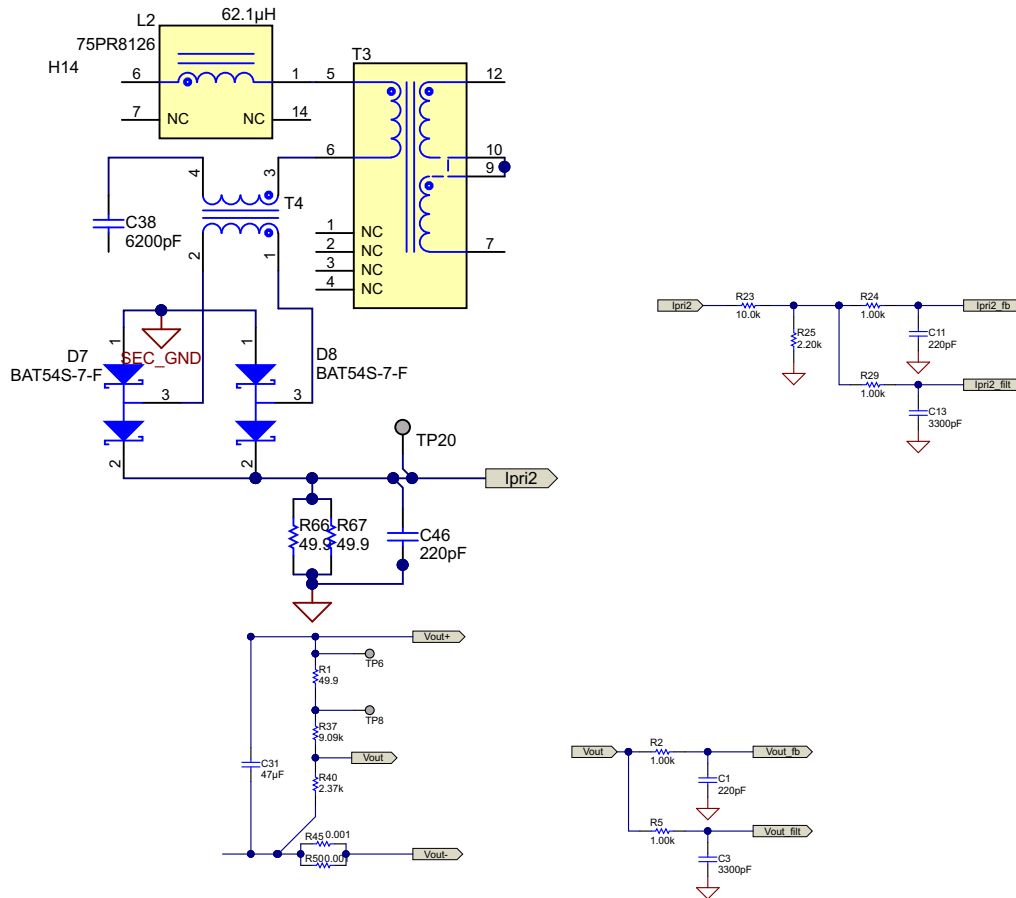 L2
62.1µH
75PR8126
H14
6
1
7
NC
NC
14
T3
5
12
6
10
9
7
1
NC
2
NC
3
NC
4
NC
4
3
T4
2
1
C38
6200pF
SEC_GND
D7
BAT54S-7-F
1
3
2
D8
BAT54S-7-F
1
3
2
TP20
Ipri2
R66
49.9
R67
49.9
C46
220pF
Ipri2
R23
10.0k
R25
2.20k
R24
1.00k
C11
220pF
Ipri2_fb
R29
1.00k
C13
3300pF
Ipri2_filt
Vout+
TP6
R1
49.9
TP8
R37
9.09k
Vout
C31
47µF
R40
2.37k
R45
0.001
R50
0.001
Vout-
Vout
R2
1.00k
C1
220pF
Vout_fb
R5
1.00k
C3
3300pF
Vout_filt